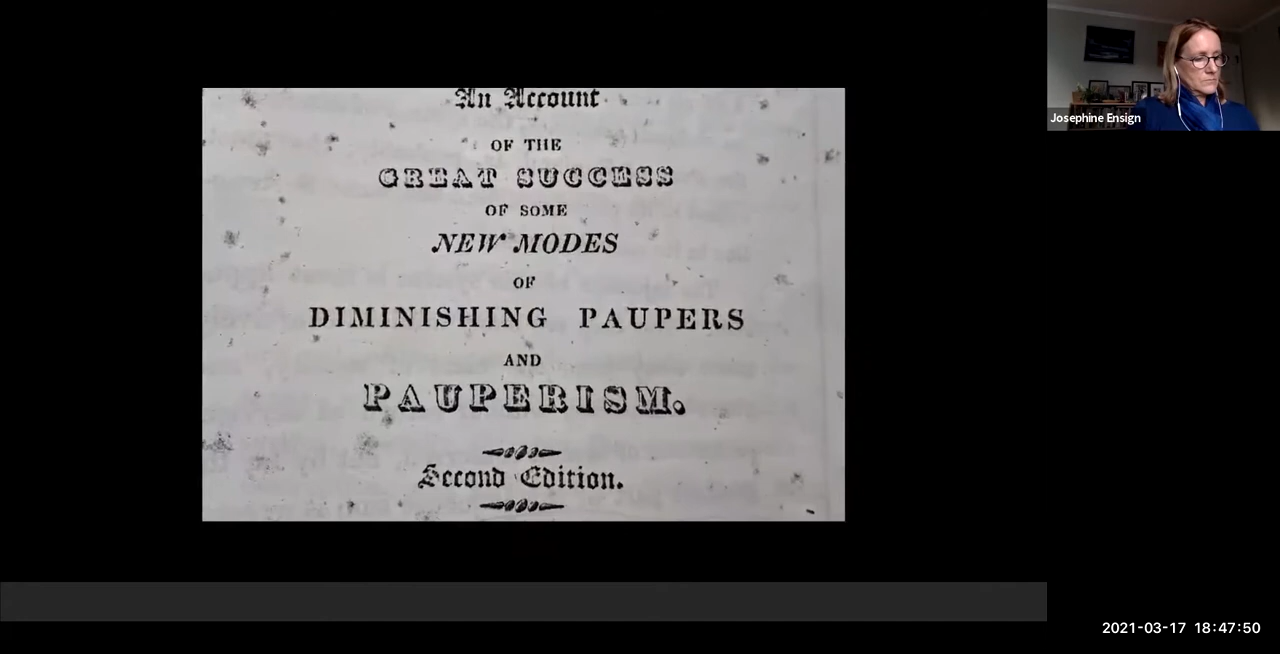 An Account
OF THE
GREAT SUCCESS
OF SOME
NEW MODES
OF
DIMINISHING PAUPERS
AND
PAUPERISM.
Second Edition.
Josephine Ensign
2021-03-17 18:47:50